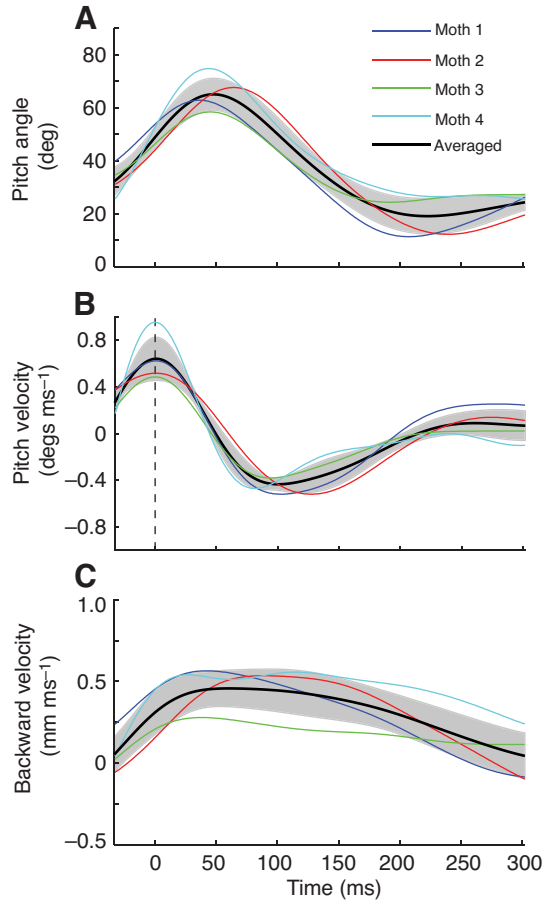 A
Moth 1
Moth 2
Moth 3
Moth 4
Averaged
Pitch angle
(deg)
80
60
40
20
0
B
Pitch velocity
(degs ms−1)
0.8
0.4
0
−0.4
−0.8
C
Backward velocity
(mm ms−1)
1.0
0.5
0
−0.5
0 50 100 150 200 250 300
Time (ms)